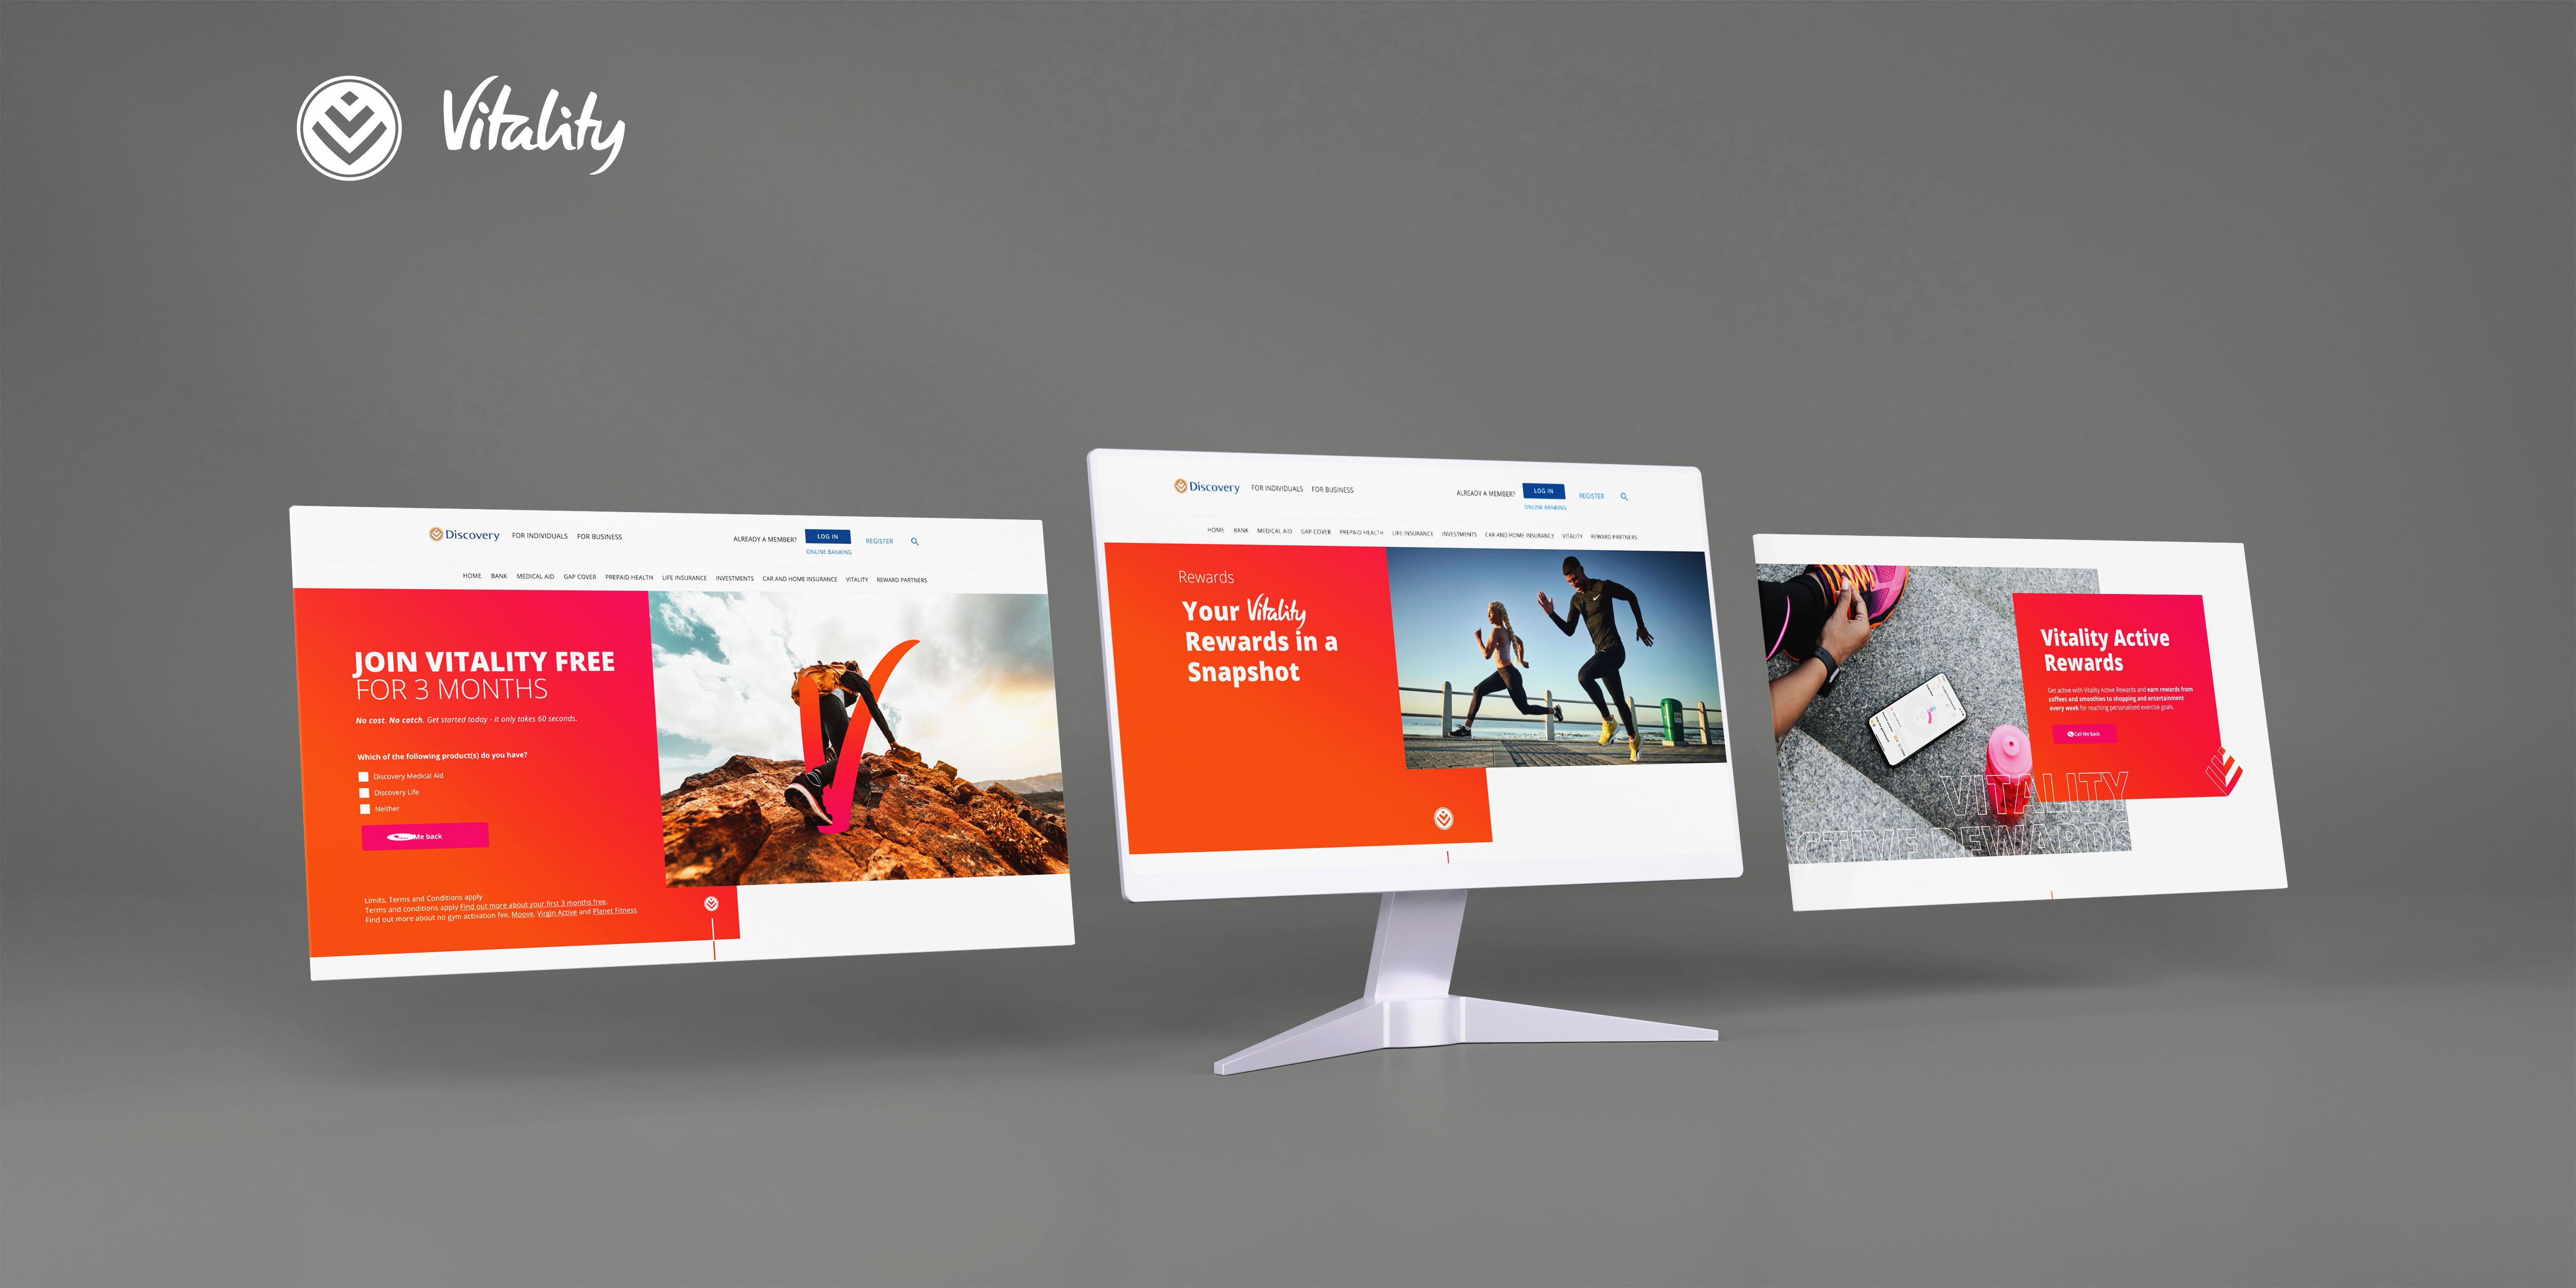 Vitality
Discovery FOR INDIVIDUALS FOR BUSINESS ALREADY A MEMBER? LOG IN REGISTER
ONLINE BANKING
HOME BANK MEDICAL AID GAP COVER PREPAID HEALTH LIFE INSURANCE INVESTMENTS CAR AND HOME INSURANCE VITALITY REWARD PARTNERS
JOIN VITALITY FREE
FOR 3 MONTHS
No cost. No catch. Get started today - it only takes 60 seconds.
Which of the following product(s) do you have?
Discovery Medical Aid
Discovery Life
Neither
Me back
Limits, Terms and Conditions apply
Terms and conditions apply Find out more about your first 3 months free.
Find out more about no gym activation fee, Moove, Virgin Active and Planet Fitness
Discovery FOR INDIVIDUALS FOR BUSINESS ALREADY A MEMBER? LOG IN REGISTER
ONLINE BANKING
HOME BANK MEDICAL AID GAP COVER PREPAID HEALTH LIFE INSURANCE INVESTMENTS CAR AND HOME INSURANCE VITALITY REWARD PARTNERS
Rewards
Your Vitality
Rewards in a
Snapshot
Vitality Active
Rewards
Get active with Vitality Active Rewards and earn rewards from
coffees and smoothies to shopping and entertainment
every week for reaching personalised exercise goals.
Call Me back
VITALITY
CTIVE REWARDS